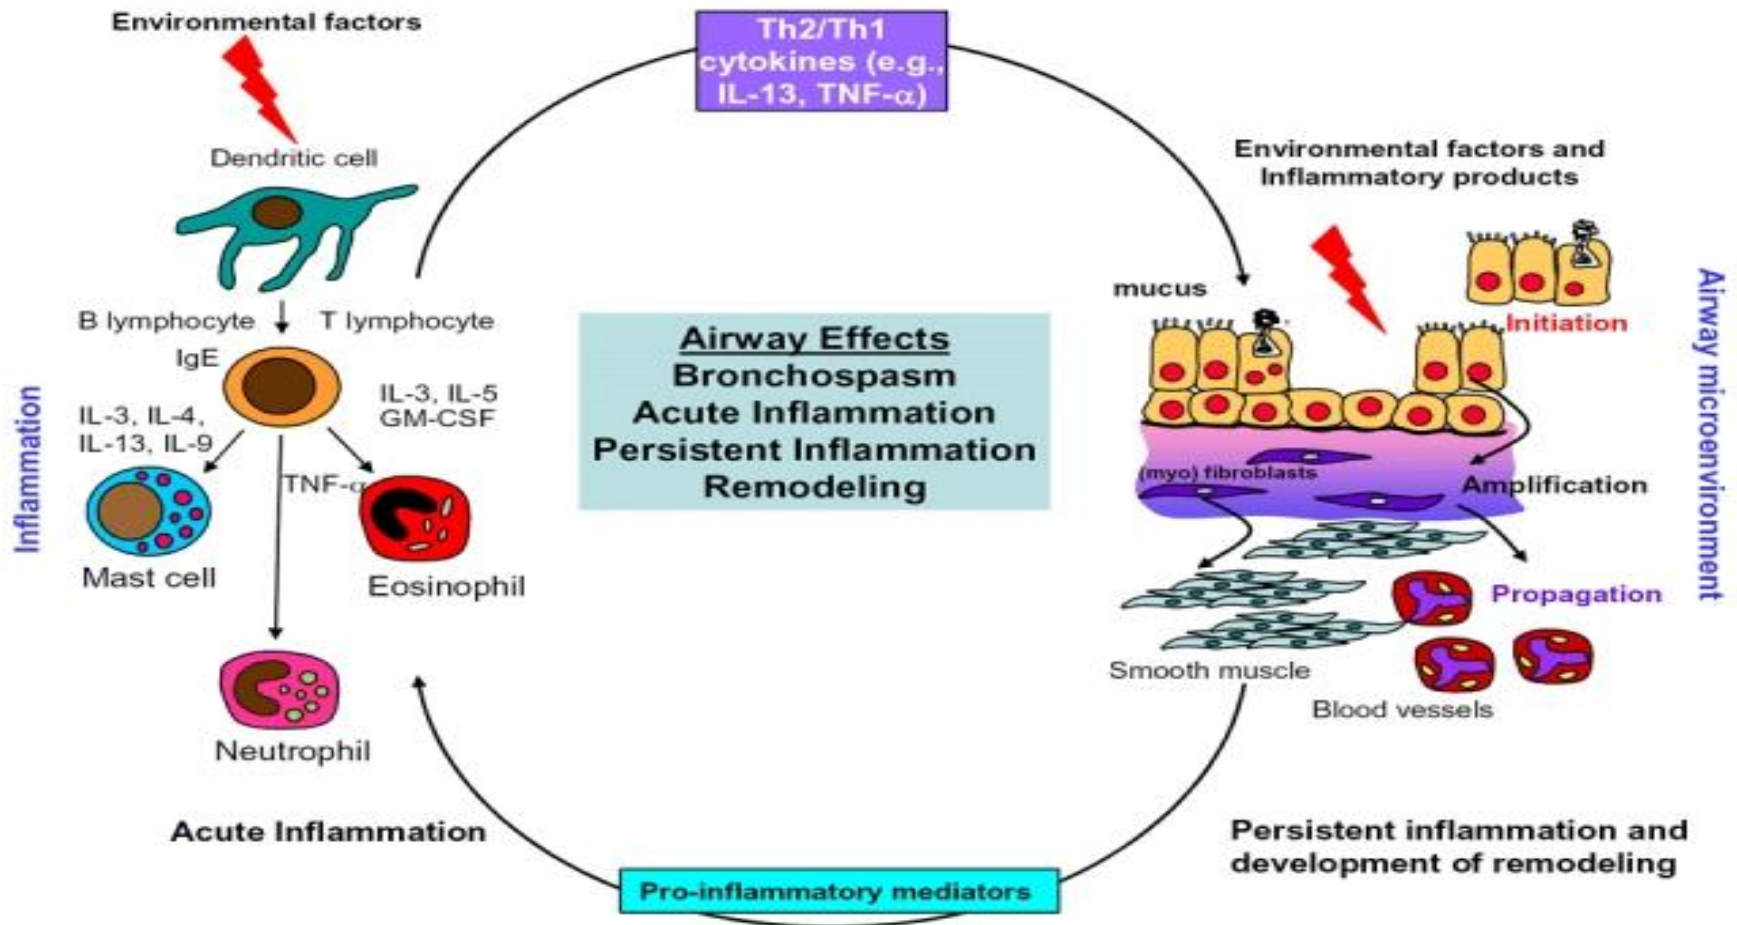 Environmental factors
Dendritic cell
B lymphocyte
T lymphocyte
IgE
IL-3, IL-4,
IL-13, IL-9
IL-3, IL-5
GM-CSF
TNF-α
Mast cell
Eosinophil
Neutrophil
Inflammation
Acute Inflammation
Th2/Th1
cytokines (e.g.,
IL-13, TNF-α)
Airway Effects
Bronchospasm
Acute Inflammation
Persistent Inflammation
Remodeling
Pro-inflammatory mediators
Environmental factors and
Inflammatory products
mucus
Initiation
(myo) fibroblasts
Amplification
Propagation
Smooth muscle
Blood vessels
Airway microenvironment
Persistent inflammation and
development of remodeling